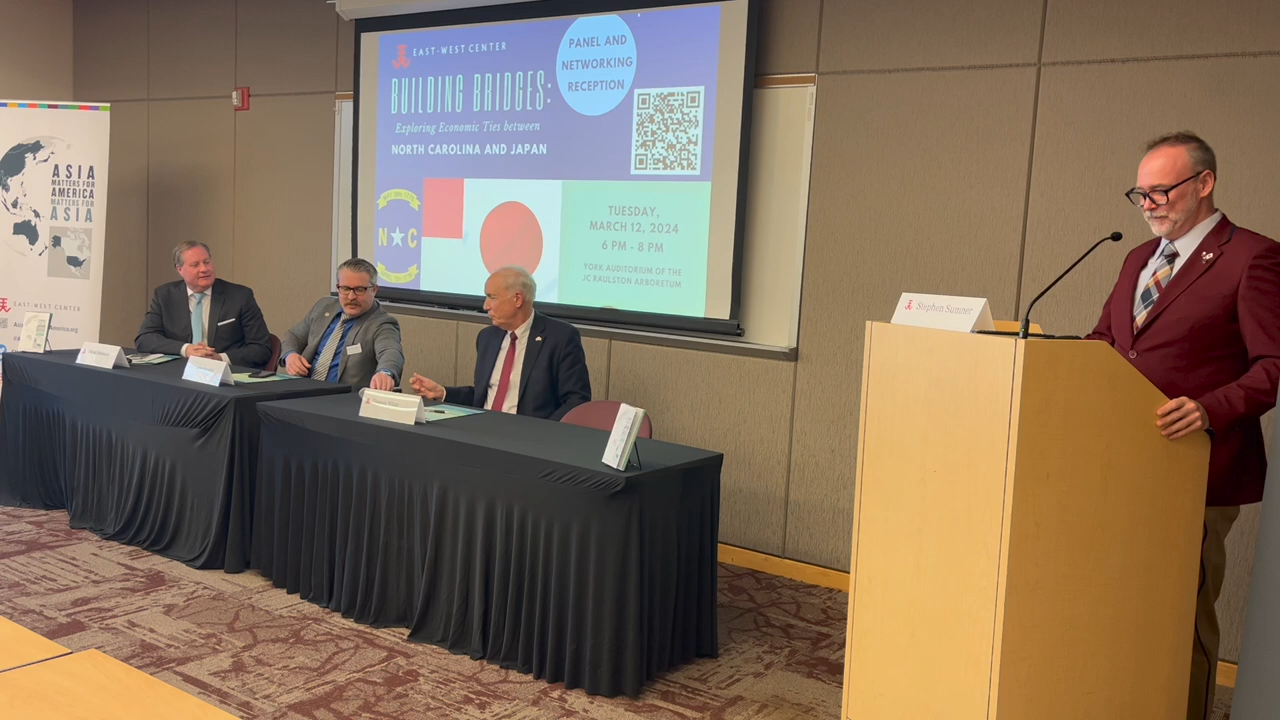 ASIA
MATTERS FOR
AMERICA
MATTERS FOR
ASIA
EAST-WEST CENTER
EAST-WEST CENTER
BUILDING BRIDGES:
Exploring Economic Ties between
NORTH CAROLINA AND JAPAN
PANEL AND
NETWORKING
RECEPTION
N C
TUESDAY,
MARCH 12, 2024
6 PM - 8 PM
YORK AUDITORIUM OF THE
JC RAULSTON ARBORETUM
Stephen Sumner